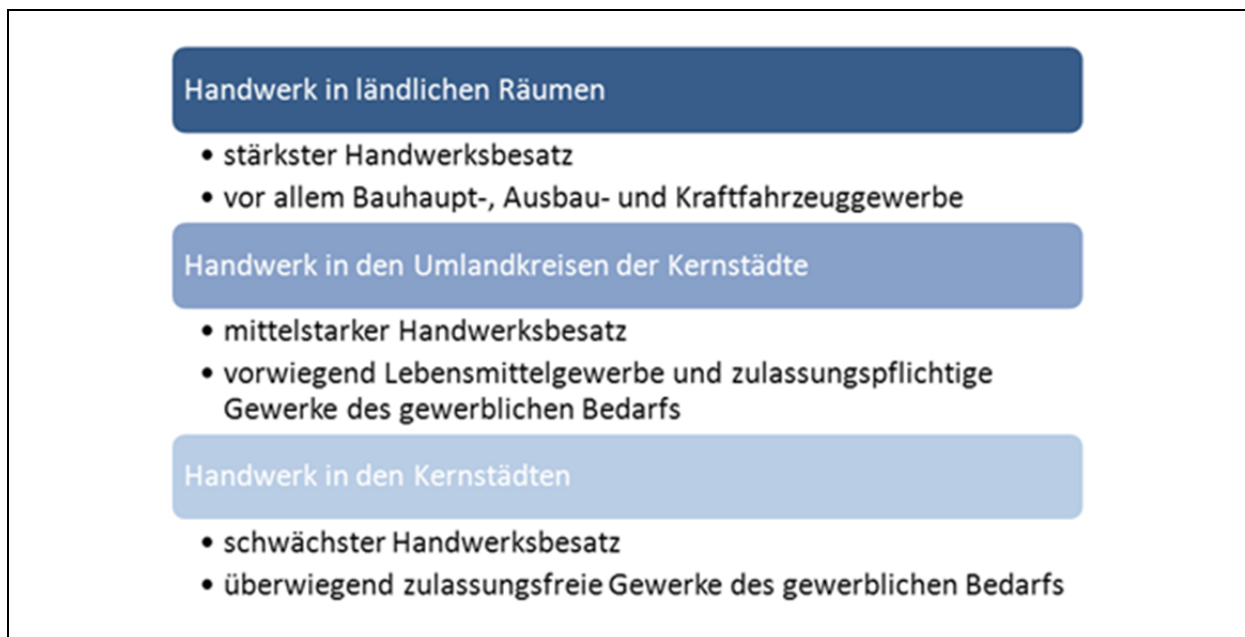 Handwerk in ländlichen Räumen
• stärkster Handwerksbesatz
• vor allem Bauhaupt-, Ausbau- und Kraftfahrzeuggewerbe
Handwerk in den Umlandkreisen der Kernstädte
• mittelstarker Handwerksbesatz
• vorwiegend Lebensmittelgewerbe und zulassungspflichtige
Gewerke des gewerblichen Bedarfs
Handwerk in den Kernstädten
• schwächster Handwerksbesatz
• überwiegend zulassungsfreie Gewerke des gewerblichen Bedarfs